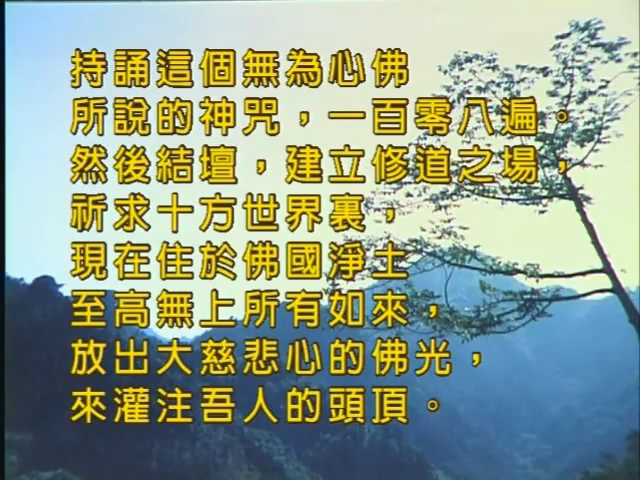 持誦這個無為心佛
所說的神咒，一百零八遍。
然後結壇，建立修道之場，
祈求十方世界裏，
現在住於佛國淨土
至高無上所有如來，
放出大慈悲心的佛光，
來灌注吾人的頭頂。